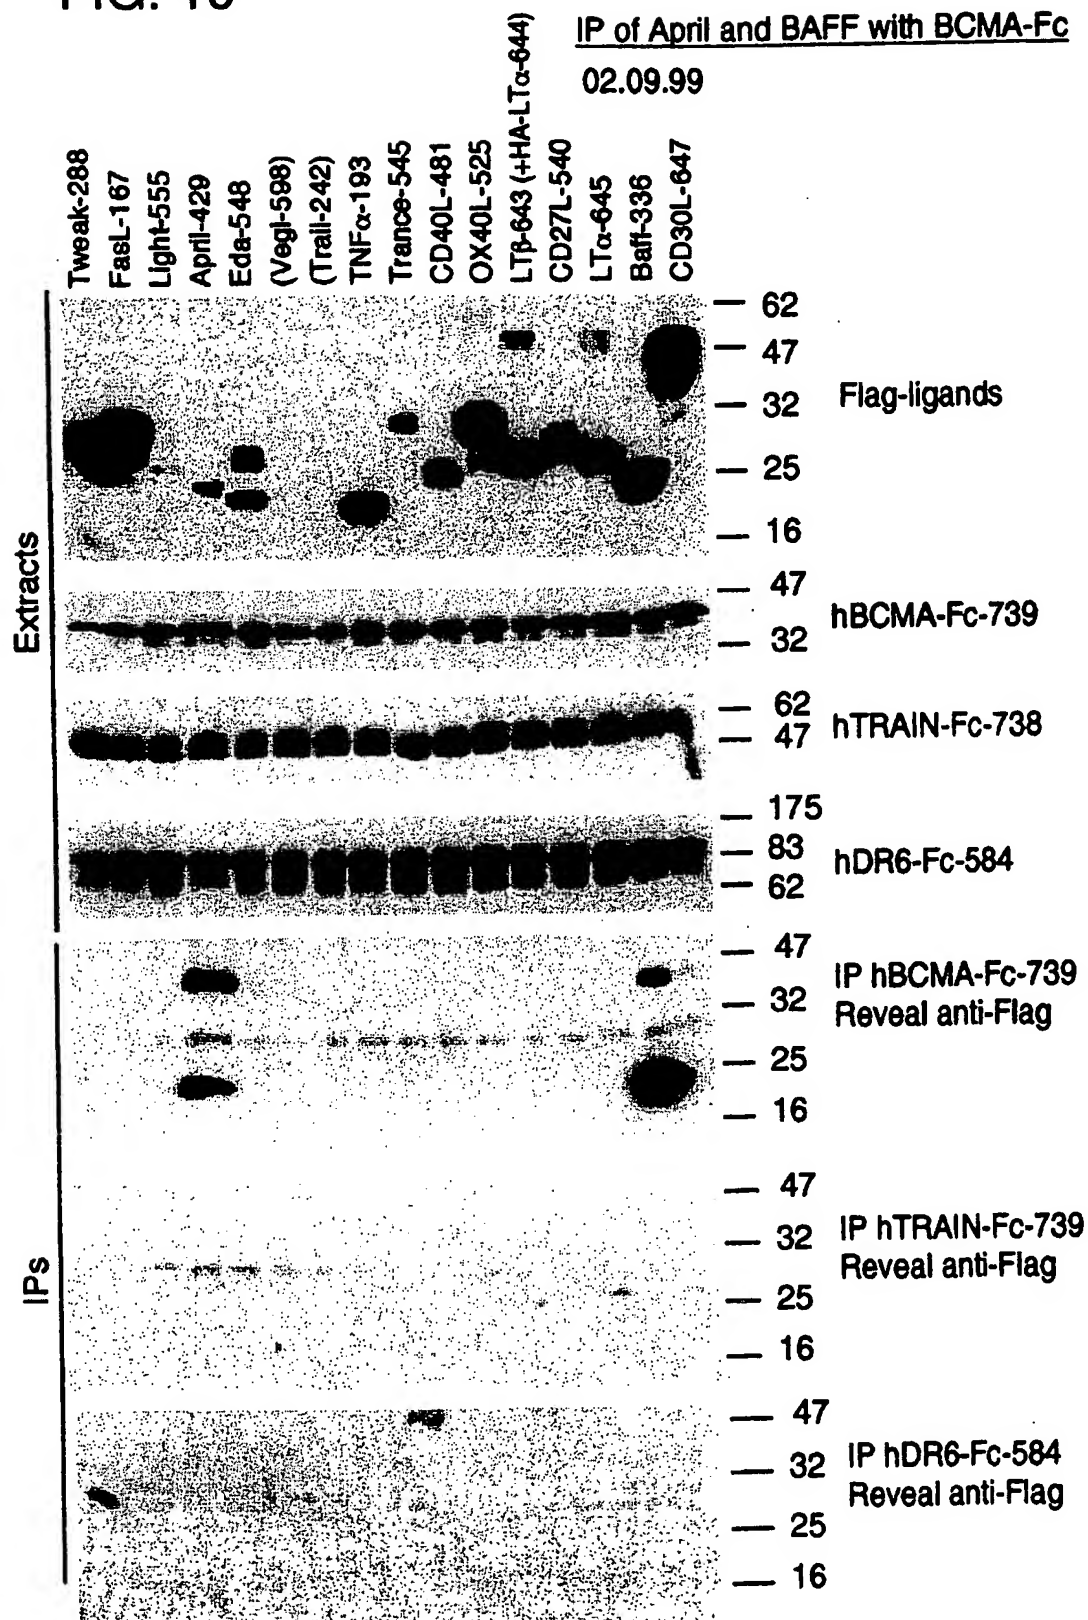 IP of April and BAFF with BCMA-Fc
02.09.99
Tweak-288
FasL-167
Light-555
April-429
Eda-548
(Vegi-598)
(Trail-242)
TNFα-193
Trance-545
CD40L-481
OX40L-525
LTβ-643 (+HA-LTα-644)
CD27L-540
LTα-645
Baff-336
CD30L-647
Extracts
62
47
32
25
16
Flag-ligands
47
32
hBCMA-Fc-739
62
47
hTRAIN-Fc-738
175
83
62
hDR6-Fc-584
IPs
47
32
25
16
IP hBCMA-Fc-739
Reveal anti-Flag
47
32
25
16
IP hTRAIN-Fc-739
Reveal anti-Flag
47
32
25
16
IP hDR6-Fc-584
Reveal anti-Flag